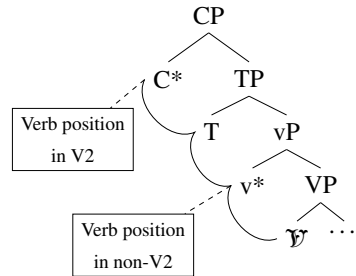 CP
C*
TP
Verb position
in V2
T
vP
v*
VP
Verb position
in non-V2
...